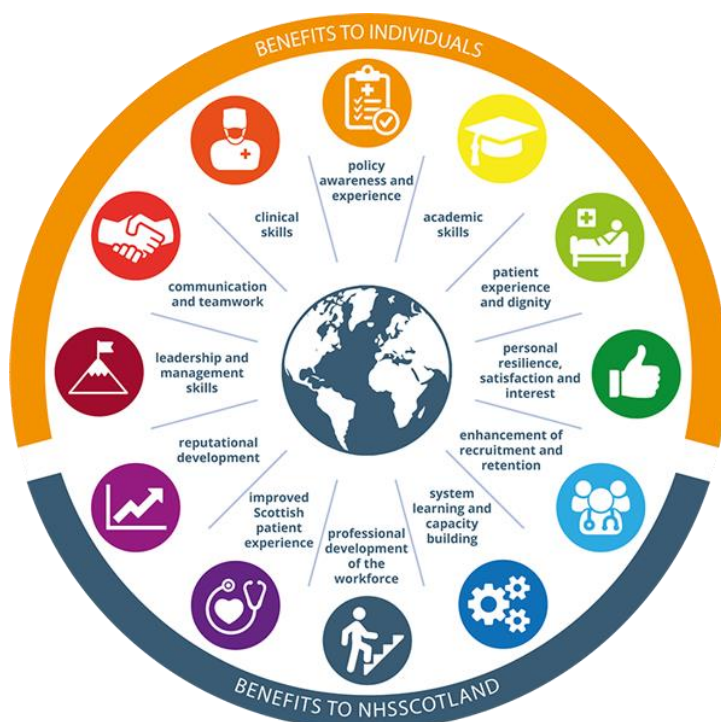 BENEFITS TO INDIVIDUALS
policy
awareness and
experience
academic
skills
patient
experience
and dignity
personal
resilience,
satisfaction and
interest
enhancement of
recruitment and
retention
system
learning and
capacity
building
professional
development
of the
workforce
improved
Scottish
patient
experience
reputational
development
leadership and
management
skills
communication
and teamwork
clinical
skills
BENEFITS TO NHSSCOTLAND